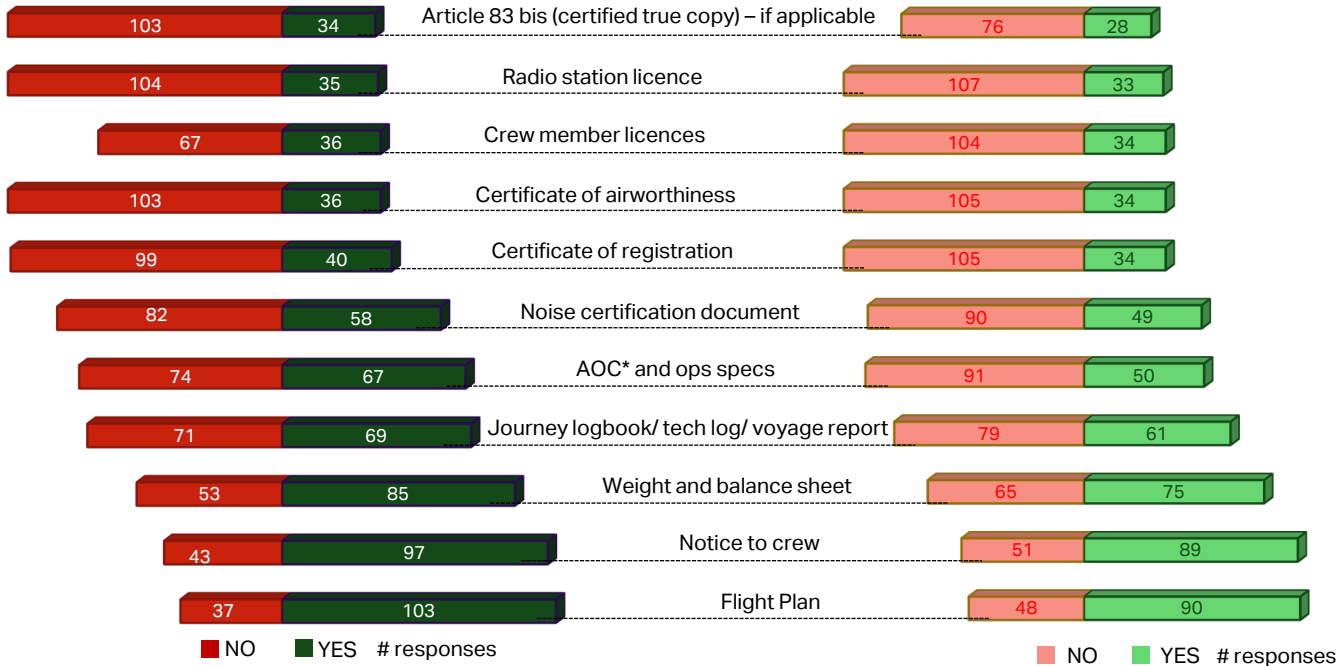 103 34 Article 83 bis (certified true copy) – if applicable 76 28
104 35 Radio station licence 107 33
67 36 Crew member licences 104 34
103 36 Certificate of airworthiness 105 34
99 40 Certificate of registration 105 34
82 58 Noise certification document 90 49
74 67 AOC* and ops specs 91 50
71 69 Journey logbook/ tech log/ voyage report 79 61
53 85 Weight and balance sheet 65 75
43 97 Notice to crew 51 89
37 103 Flight Plan 48 90
NO YES # responses NO YES # responses